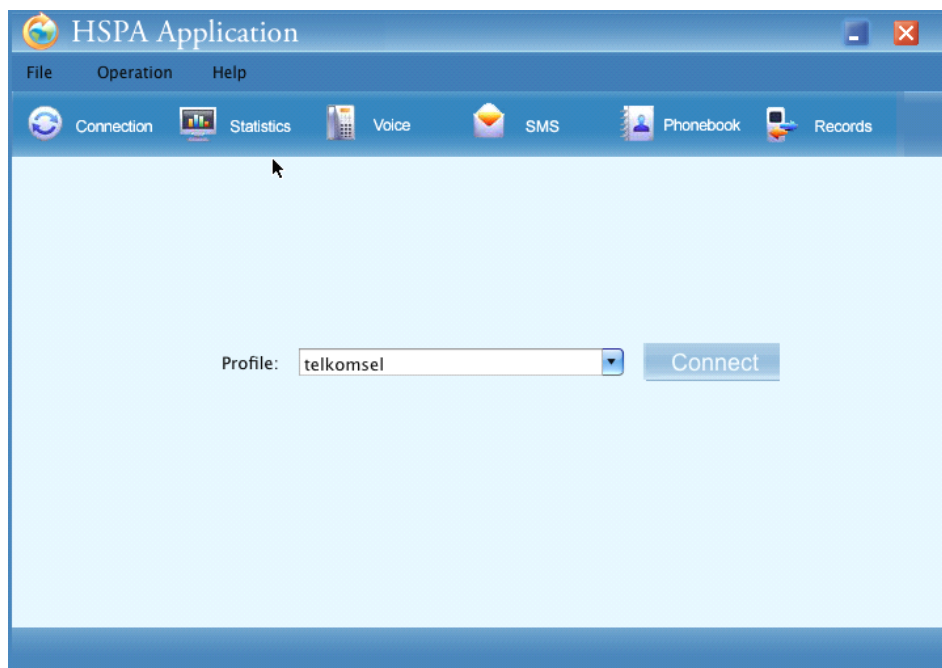 HSPA Application
File Operation Help
Connection Statistics Voice SMS Phonebook Records
Profile: telkomsel Connect